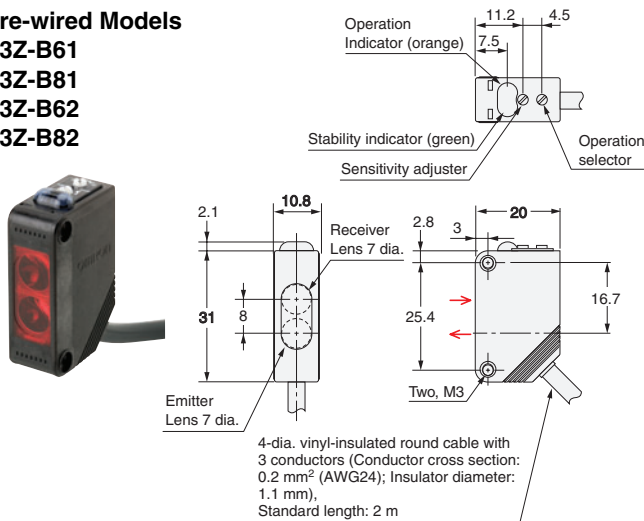 re-wired Models
3Z-B61
3Z-B81
3Z-B62
3Z-B82
Operation
Indicator (orange)
11.2
4.5
7.5
Stability indicator (green)
Sensitivity adjuster
Operation
selector
2.1
10.8
Receiver
Lens 7 dia.
31
8
Emitter
Lens 7 dia.
20
2.8
3
25.4
16.7
Two, M3
4-dia. vinyl-insulated round cable with
3 conductors (Conductor cross section:
0.2 mm² (AWG24); Insulator diameter:
1.1 mm),
Standard length: 2 m